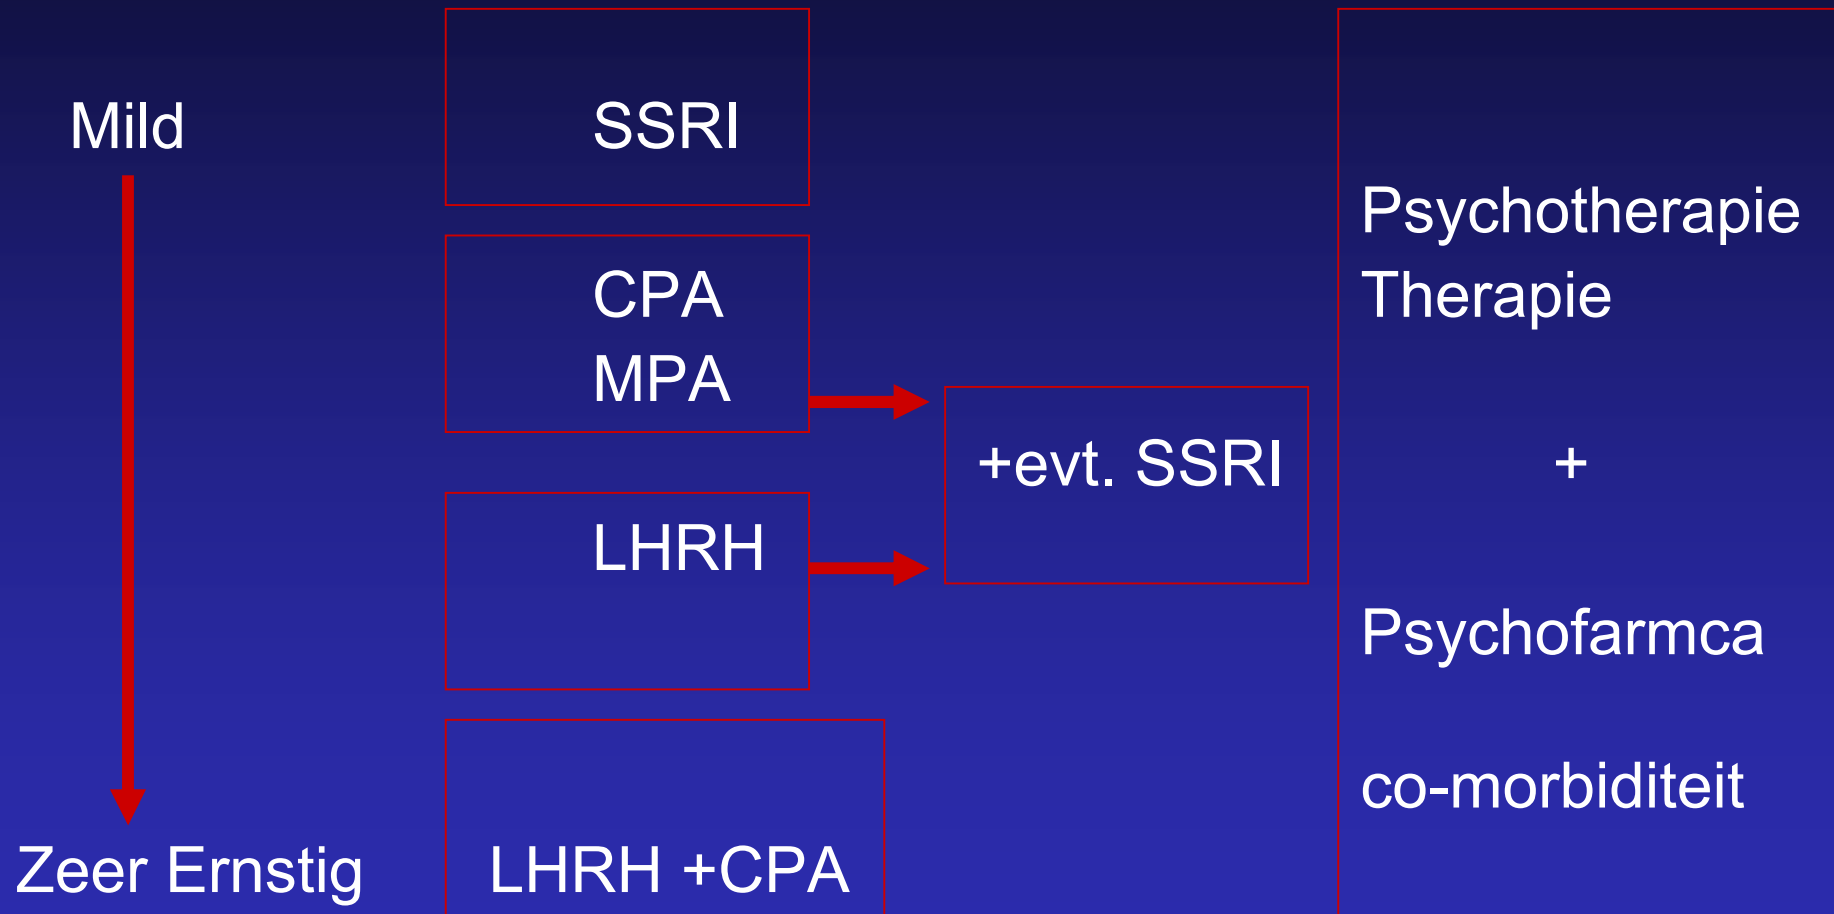 Mild
SSRI
CPA
MPA
LHRH
LHRH +CPA
Zeer Ernstig
+evt. SSRI
Psychotherapie
Therapie
+
Psychofarmca
co-morbiditeit